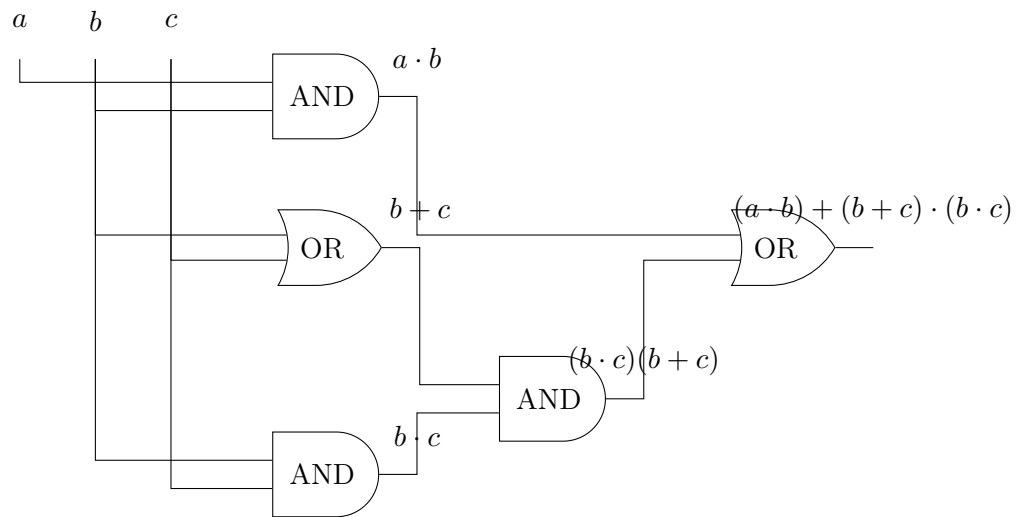 a b c
a · b
AND
b + c
OR
(a · b) + (b + c) · (b · c)
OR
(b · c)(b + c)
AND
b · c
AND